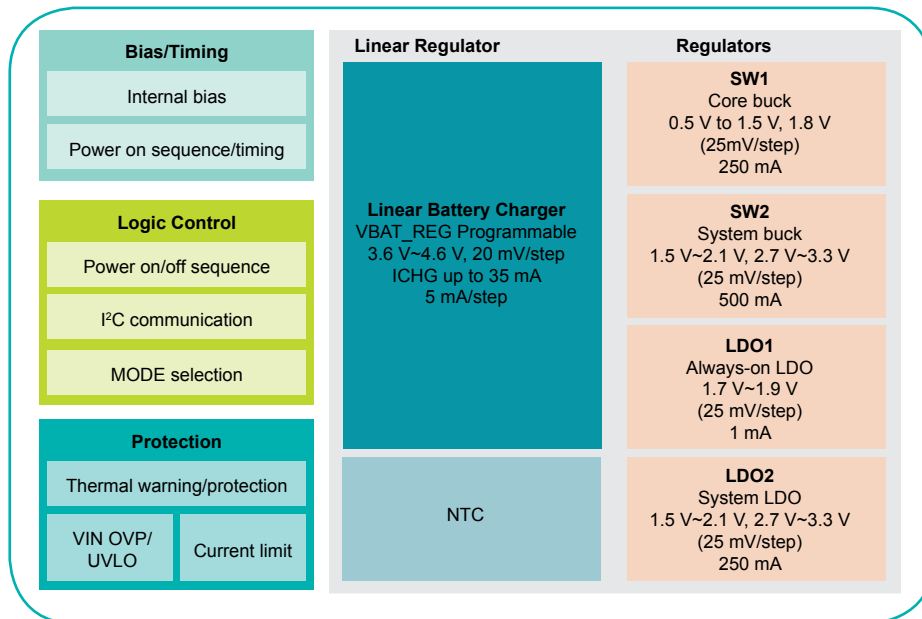 Bias/Timing
Internal bias
Power on sequence/timing
Logic Control
Power on/off sequence
I²C communication
MODE selection
Protection
Thermal warning/protection
VIN OVP/
UVLO
Current limit
Linear Regulator
Linear Battery Charger
VBAT_REG Programmable
3.6 V~4.6 V, 20 mV/step
ICHG up to 35 mA
5 mA/step
NTC
Regulators
SW1
Core buck
0.5 V to 1.5 V, 1.8 V
(25mV/step)
250 mA
SW2
System buck
1.5 V~2.1 V, 2.7 V~3.3 V
(25 mV/step)
500 mA
LDO1
Always-on LDO
1.7 V~1.9 V
(25 mV/step)
1 mA
LDO2
System LDO
1.5 V~2.1 V, 2.7 V~3.3 V
(25 mV/step)
250 mA